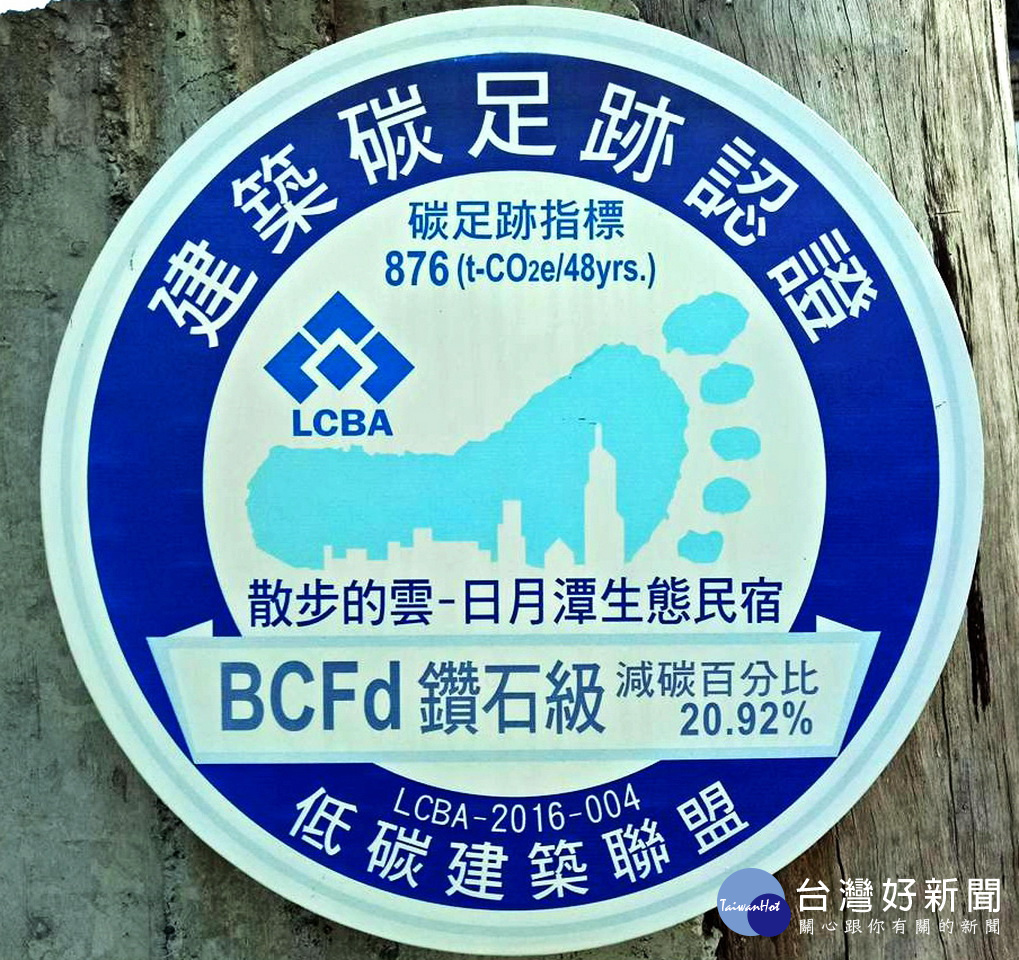 建築碳足跡認證
碳足跡指標
876 (t-CO2e/48yrs.)
LCBA
散步的雲-日月潭生態民宿
BCFd 鑽石級 減碳百分比
20.92%
LCBA-2016-004
低碳建築聯盟
TaiwanHot 台灣好新聞
關心跟你有關的新聞